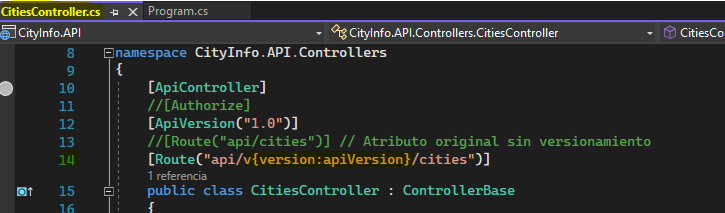 CitiesController.cs Program.cs
CityInfo.API CityInfo.API.Controllers.CitiesController CitiesCo
8 namespace CityInfo.API.Controllers
9 {
10 [ApiController]
11 //[Authorize]
12 [ApiVersion("1.0")]
13 //[Route("api/cities")] // Atributo original sin versionamiento
14 [Route("api/v{version:apiVersion}/cities")]
1 referencia
15 public class CitiesController : ControllerBase
16 {